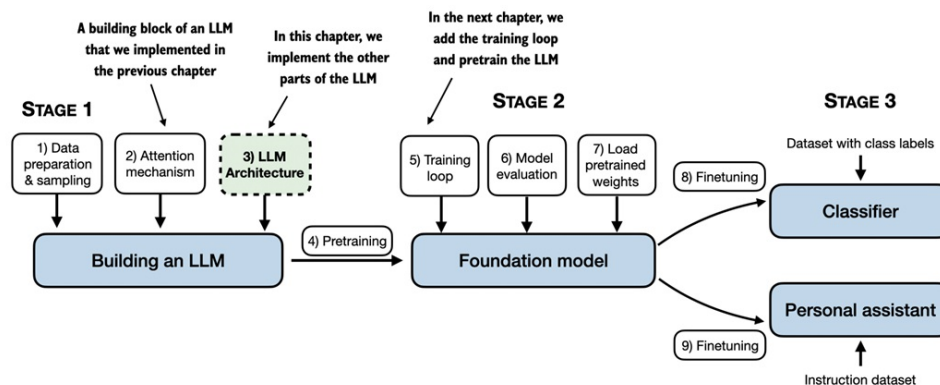 A building block of an LLM
that we implemented in
the previous chapter
In this chapter, we
implement the other
parts of the LLM
In the next chapter, we
add the training loop
and pretrain the LLM
STAGE 1
STAGE 2
STAGE 3
1) Data
preparation
& sampling
2) Attention
mechanism
3) LLM
Architecture
5) Training
loop
6) Model
evaluation
7) Load
pretrained
weights
Dataset with class labels
8) Finetuning
Classifier
Building an LLM
4) Pretraining
Foundation model
Personal assistant
9) Finetuning
Instruction dataset